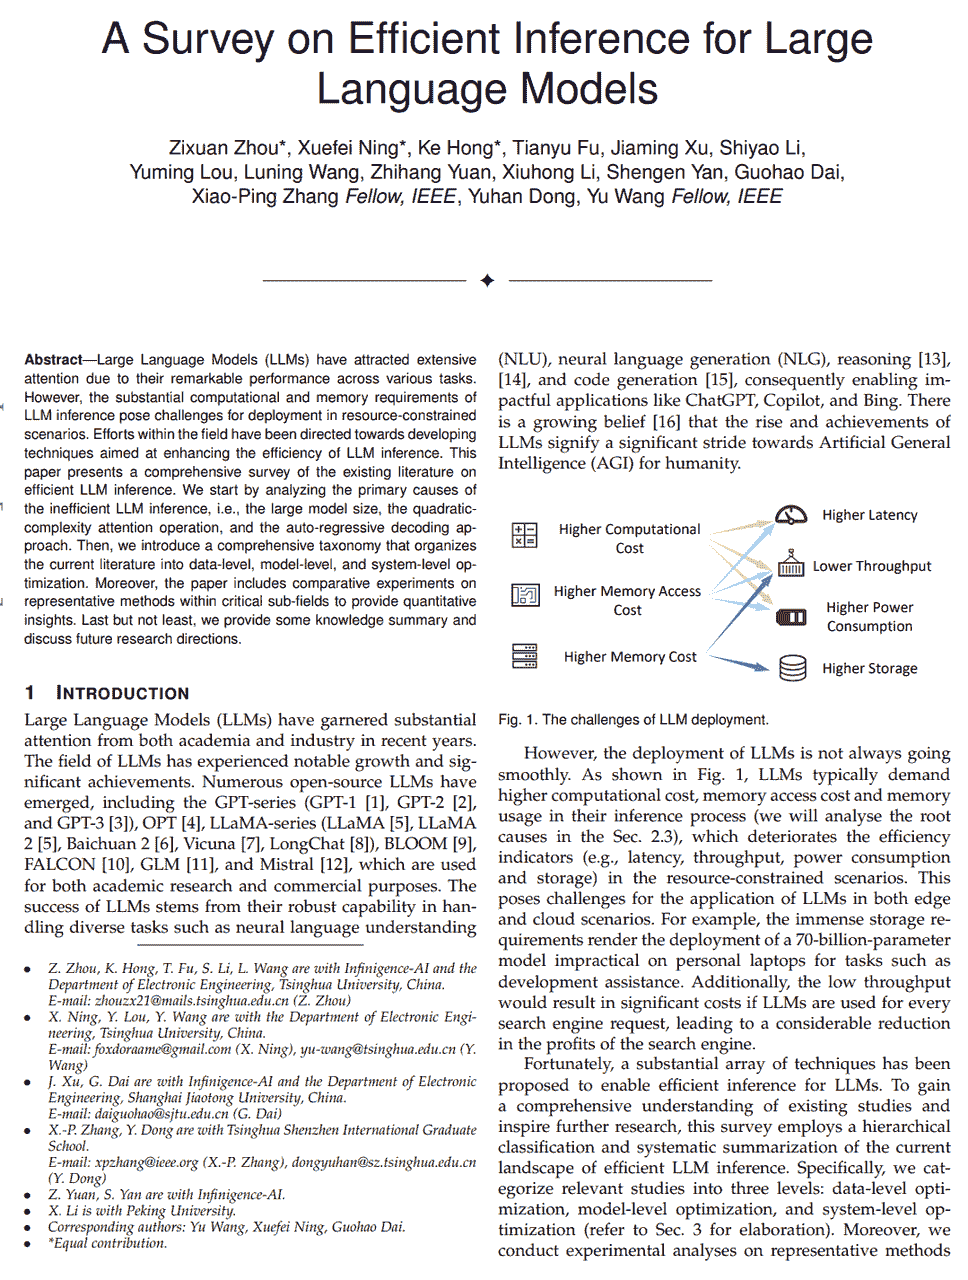 A Survey on Efficient Inference for Large
Language Models
Zixuan Zhou*, Xuefei Ning*, Ke Hong*, Tianyu Fu, Jiaming Xu, Shiyao Li,
Yuming Lou, Luning Wang, Zhihang Yuan, Xiuhong Li, Shengen Yan, Guohao Dai,
Xiao-Ping Zhang Fellow, IEEE, Yuhan Dong, Yu Wang Fellow, IEEE
Abstract—Large Language Models (LLMs) have attracted extensive
attention due to their remarkable performance across various tasks.
However, the substantial computational and memory requirements of
LLM inference pose challenges for deployment in resource-constrained
scenarios. Efforts within the field have been directed towards developing
techniques aimed at enhancing the efficiency of LLM inference. This
paper presents a comprehensive survey of the existing literature on
efficient LLM inference. We start by analyzing the primary causes of
the inefficient LLM inference, i.e., the large model size, the quadratic-
complexity attention operation, and the auto-regressive decoding ap-
proach. Then, we introduce a comprehensive taxonomy that organizes
the current literature into data-level, model-level, and system-level op-
timization. Moreover, the paper includes comparative experiments on
representative methods within critical sub-fields to provide quantitative
insights. Last but not least, we provide some knowledge summary and
discuss future research directions.
1 INTRODUCTION
Large Language Models (LLMs) have garnered substantial
attention from both academia and industry in recent years.
The field of LLMs has experienced notable growth and sig-
nificant achievements. Numerous open-source LLMs have
emerged, including the GPT-series (GPT-1 [1], GPT-2 [2],
and GPT-3 [3]), OPT [4], LLaMA-series (LLaMA [5], LLaMA
2 [5], Baichuan 2 [6], Vicuna [7], LongChat [8]), BLOOM [9],
FALCON [10], GLM [11], and Mistral [12], which are used
for both academic research and commercial purposes. The
success of LLMs stems from their robust capability in han-
dling diverse tasks such as neural language understanding
• Z. Zhou, K. Hong, T. Fu, S. Li, L. Wang are with Infinigence-AI and the
Department of Electronic Engineering, Tsinghua University, China.
E-mail: zhouzx21@mails.tsinghua.edu.cn (Z. Zhou)
• X. Ning, Y. Lou, Y. Wang are with the Department of Electronic Engi-
neering, Tsinghua University, China.
E-mail: foxdoraame@gmail.com (X. Ning), yu-wang@tsinghua.edu.cn (Y.
Wang)
• J. Xu, G. Dai are with Infinigence-AI and the Department of Electronic
Engineering, Shanghai Jiaotong University, China.
E-mail: daiguohao@sjtu.edu.cn (G. Dai)
• X.-P. Zhang, Y. Dong are with Tsinghua Shenzhen International Graduate
School.
E-mail: xpzhang@ieee.org (X.-P. Zhang), dongyuhan@sz.tsinghua.edu.cn
(Y. Dong)
• Z. Yuan, S. Yan are with Infinigence-AI.
• X. Li is with Peking University.
• Corresponding authors: Yu Wang, Xuefei Ning, Guohao Dai.
• *Equal contribution.
(NLU), neural language generation (NLG), reasoning [13],
[14], and code generation [15], consequently enabling im-
pactful applications like ChatGPT, Copilot, and Bing. There
is a growing belief [16] that the rise and achievements of
LLMs signify a significant stride towards Artificial General
Intelligence (AGI) for humanity.
Higher Computational
Cost
Higher Memory Access
Cost
Higher Memory Cost
Higher Latency
Lower Throughput
Higher Power
Consumption
Higher Storage
Fig. 1. The challenges of LLM deployment.
However, the deployment of LLMs is not always going
smoothly. As shown in Fig. 1, LLMs typically demand
higher computational cost, memory access cost and memory
usage in their inference process (we will analyse the root
causes in the Sec. 2.3), which deteriorates the efficiency
indicators (e.g., latency, throughput, power consumption
and storage) in the resource-constrained scenarios. This
poses challenges for the application of LLMs in both edge
and cloud scenarios. For example, the immense storage re-
quirements render the deployment of a 70-billion-parameter
model impractical on personal laptops for tasks such as
development assistance. Additionally, the low throughput
would result in significant costs if LLMs are used for every
search engine request, leading to a considerable reduction
in the profits of the search engine.
Fortunately, a substantial array of techniques has been
proposed to enable efficient inference for LLMs. To gain
a comprehensive understanding of existing studies and
inspire further research, this survey employs a hierarchical
classification and systematic summarization of the current
landscape of efficient LLM inference. Specifically, we cat-
egorize relevant studies into three levels: data-level opti-
mization, model-level optimization, and system-level op-
timization (refer to Sec. 3 for elaboration). Moreover, we
conduct experimental analyses on representative methods